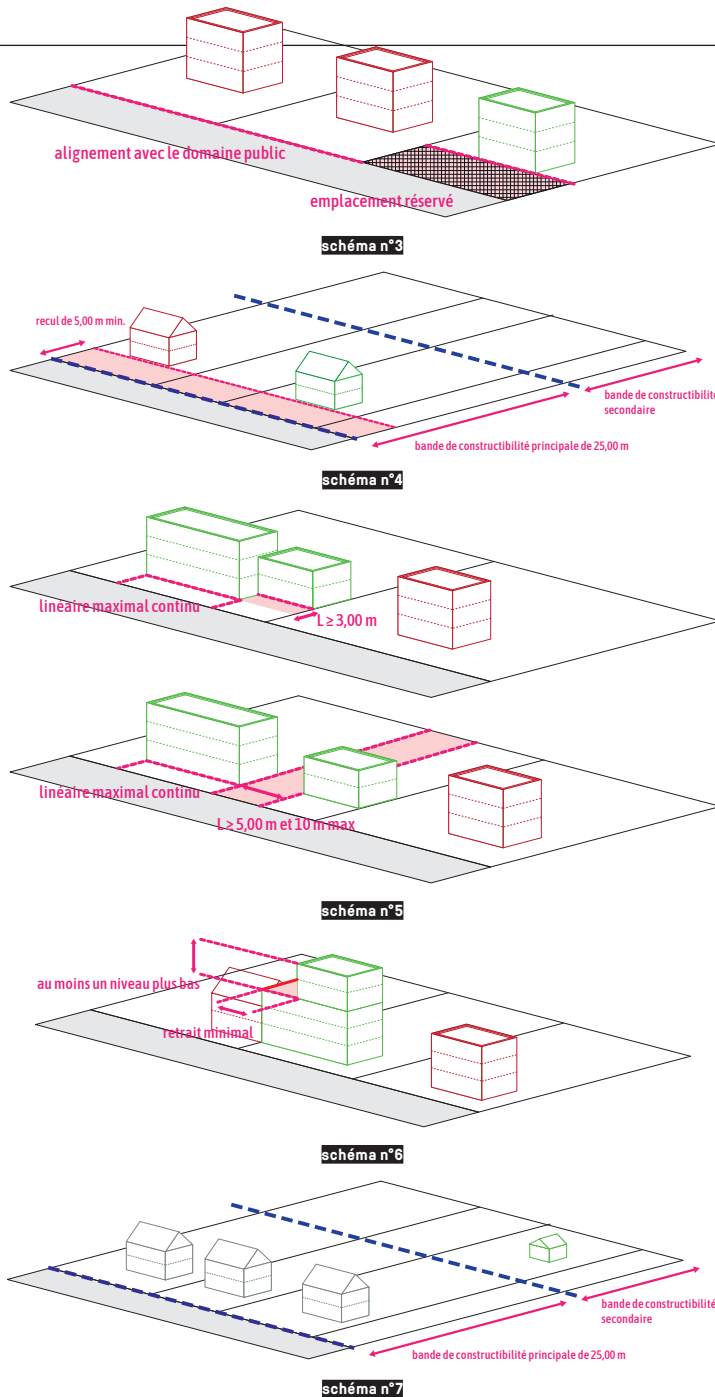 alignement avec le domaine public
emplacement réservé
schéma n°3
recul de 5,00 m min.
bande de constructibilité
secondaire
bande de constructibilité principale de 25,00 m
schéma n°4
linéaire maximal continu
L ≥ 3,00 m
linéaire maximal continu
L ≥ 5,00 m et 10 m max
schéma n°5
au moins un niveau plus bas
retrait minimal
schéma n°6
bande de constructibilité
secondaire
bande de constructibilité principale de 25,00 m
schéma n°7